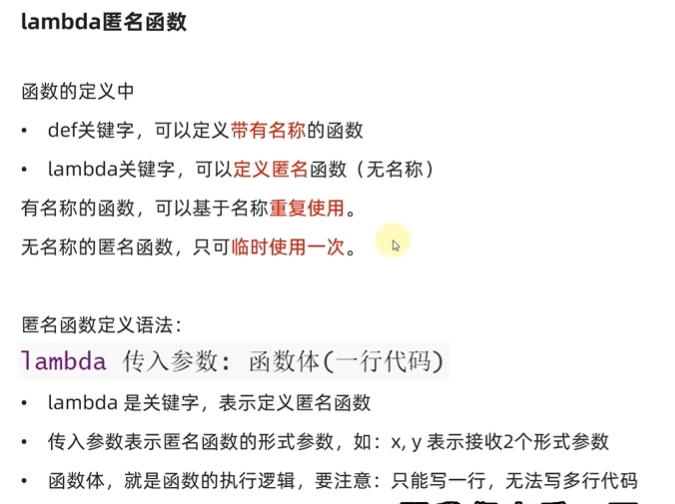 lambda匿名函数
函数的定义中
• def关键字，可以定义带有名称的函数
• lambda关键字，可以定义匿名函数（无名称）
有名称的函数，可以基于名称重复使用。
无名称的匿名函数，只可临时使用一次。
匿名函数定义语法：
lambda 传入参数: 函数体(一行代码)
• lambda 是关键字，表示定义匿名函数
• 传入参数表示匿名函数的形式参数，如：x, y 表示接收2个形式参数
• 函数体，就是函数的执行逻辑，要注意：只能写一行，无法写多行代码